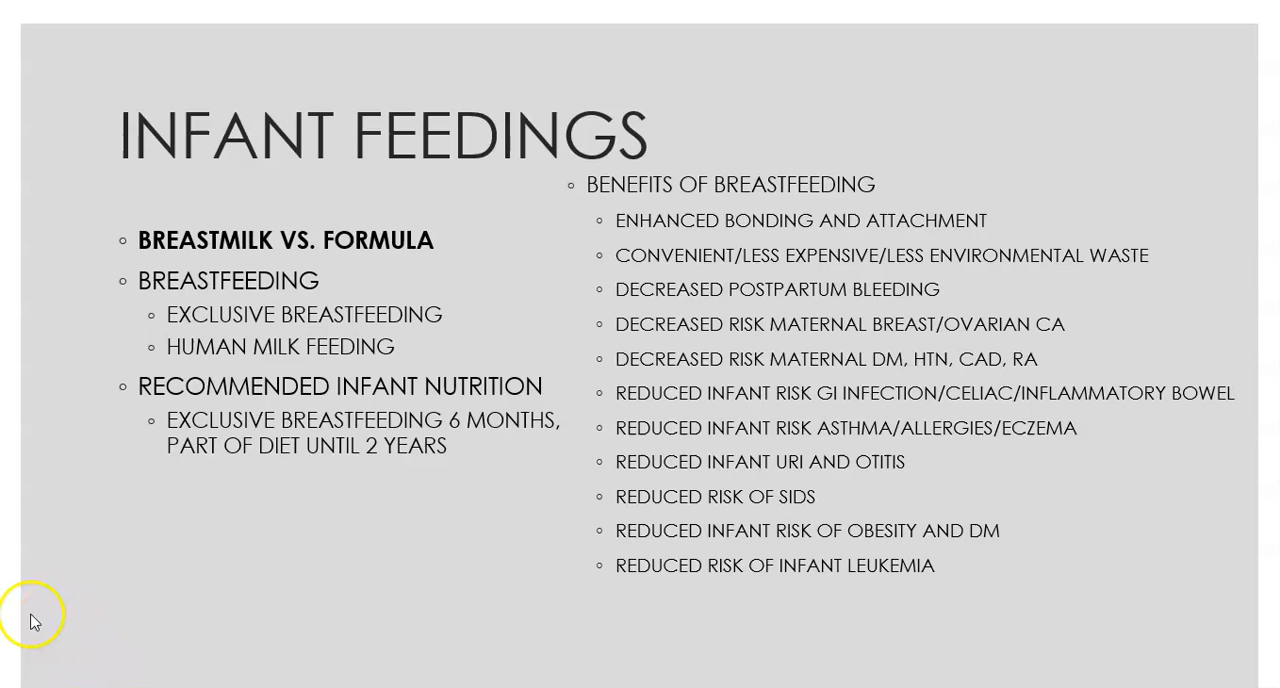 INFANT FEEDINGS
◦ BREASTMILK VS. FORMULA
◦ BREASTFEEDING
◦ EXCLUSIVE BREASTFEEDING
◦ HUMAN MILK FEEDING
◦ RECOMMENDED INFANT NUTRITION
◦ EXCLUSIVE BREASTFEEDING 6 MONTHS,
PART OF DIET UNTIL 2 YEARS
◦ BENEFITS OF BREASTFEEDING
◦ ENHANCED BONDING AND ATTACHMENT
◦ CONVENIENT/LESS EXPENSIVE/LESS ENVIRONMENTAL WASTE
◦ DECREASED POSTPARTUM BLEEDING
◦ DECREASED RISK MATERNAL BREAST/OVARIAN CA
◦ DECREASED RISK MATERNAL DM, HTN, CAD, RA
◦ REDUCED INFANT RISK GI INFECTION/CELIAC/INFLAMMATORY BOWEL
◦ REDUCED INFANT RISK ASTHMA/ALLERGIES/ECZEMA
◦ REDUCED INFANT URI AND OTITIS
◦ REDUCED RISK OF SIDS
◦ REDUCED INFANT RISK OF OBESITY AND DM
◦ REDUCED RISK OF INFANT LEUKEMIA